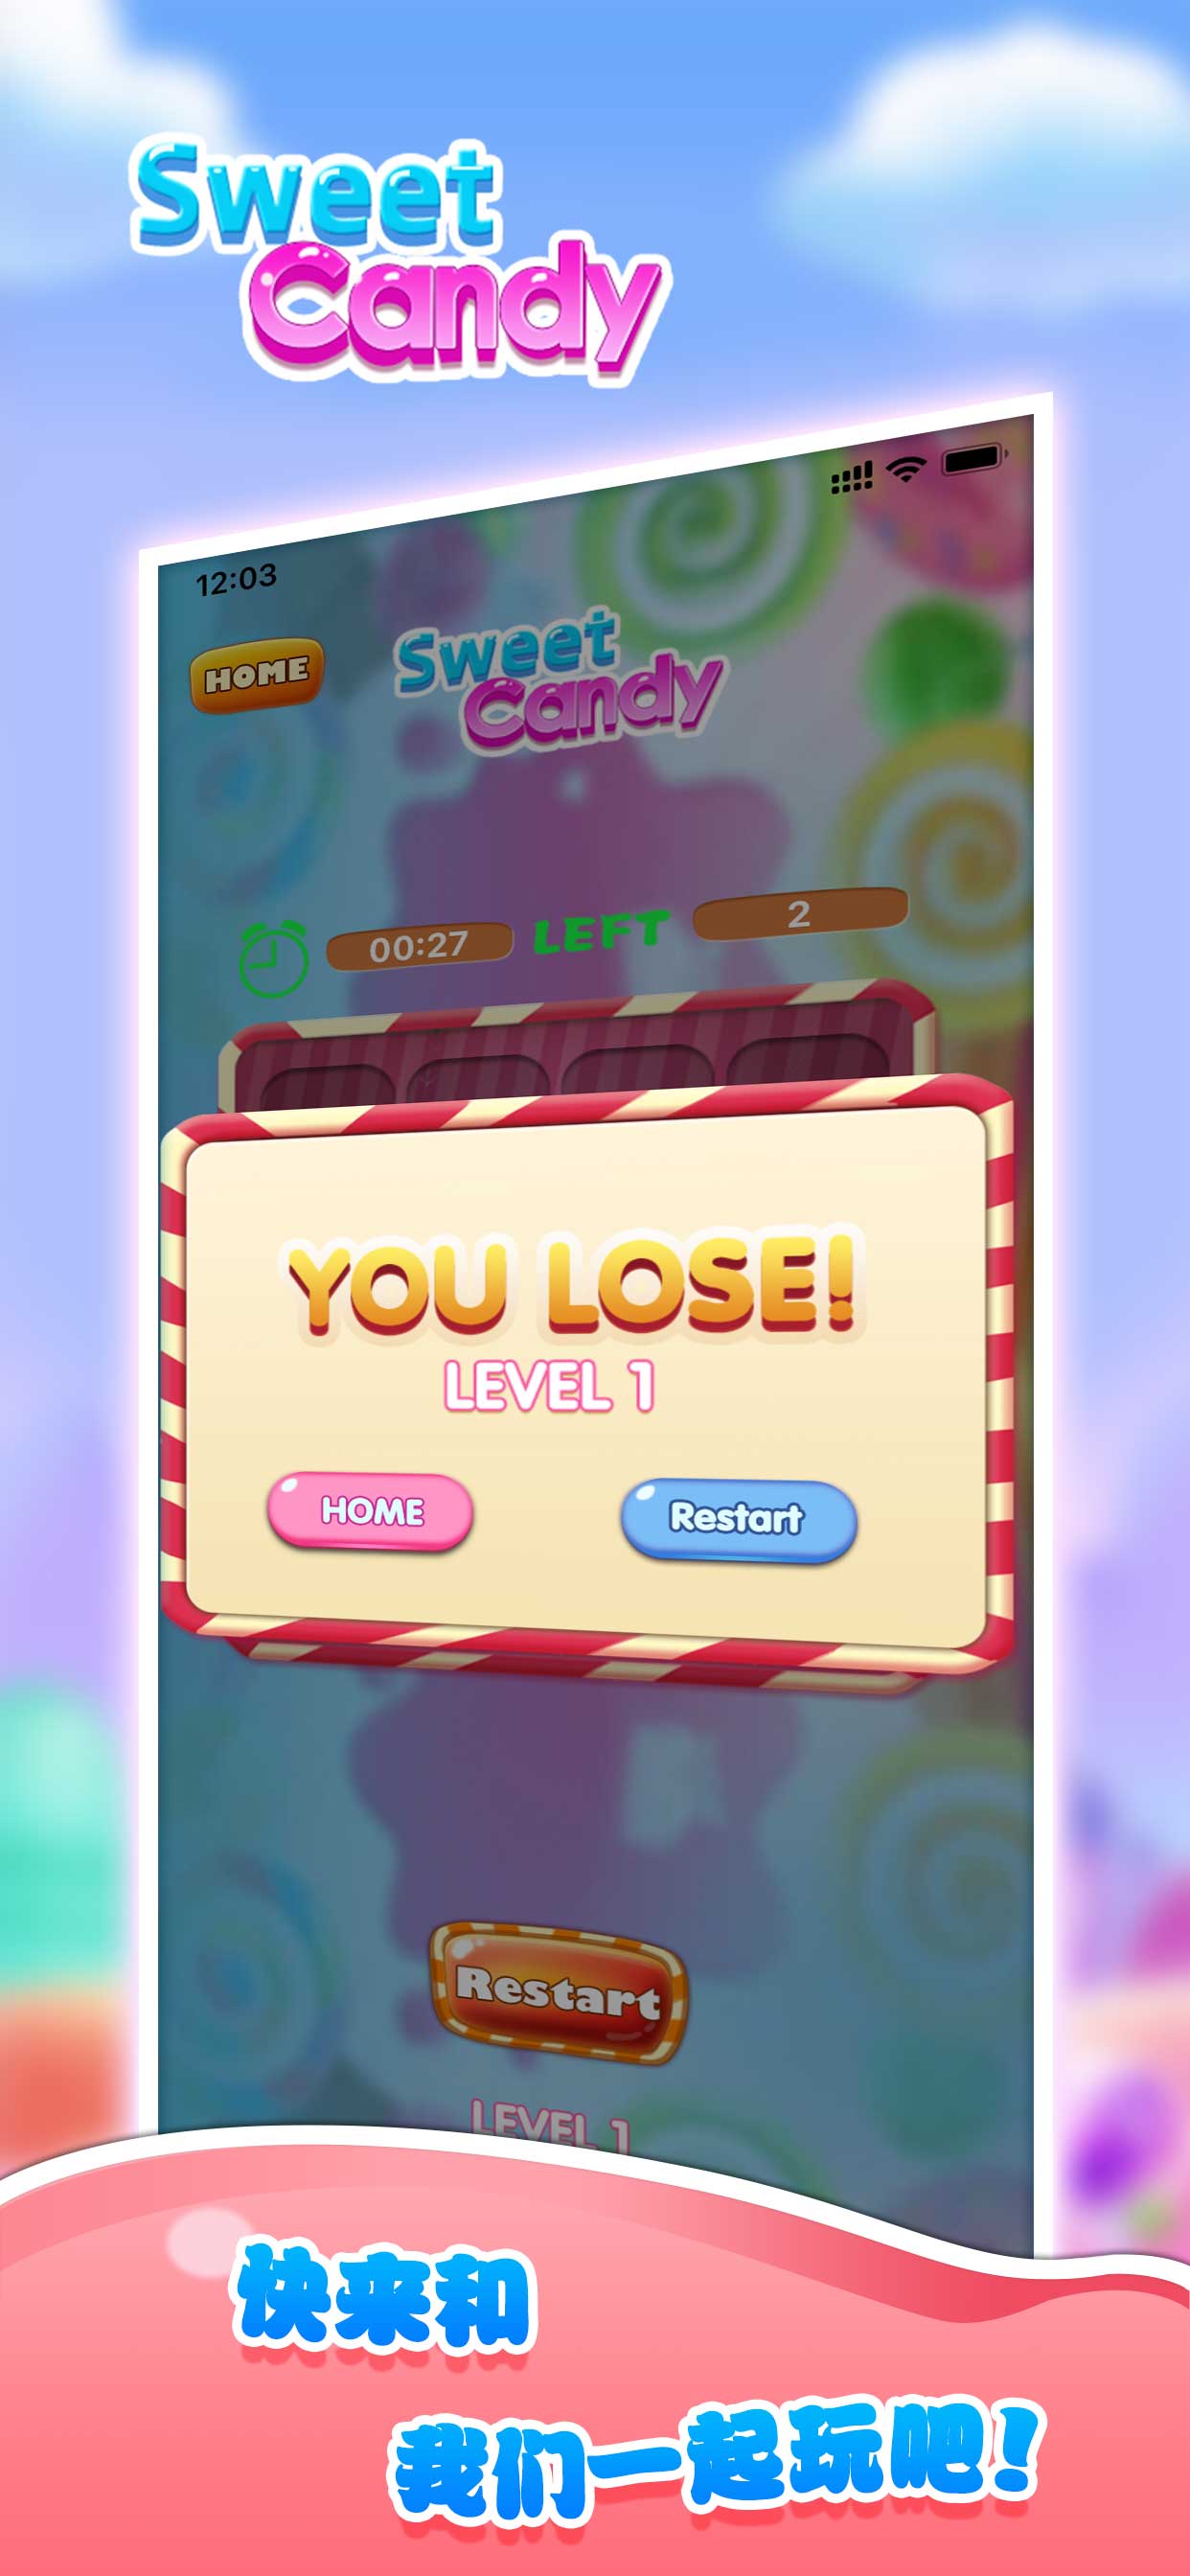 Sweet
Candy
12:03
HOME
Sweet
Candy
00:27 LEFT 2
YOU LOSE!
LEVEL 1
HOME Restart
Restart
LEVEL 1
快来和
我们一起玩吧!